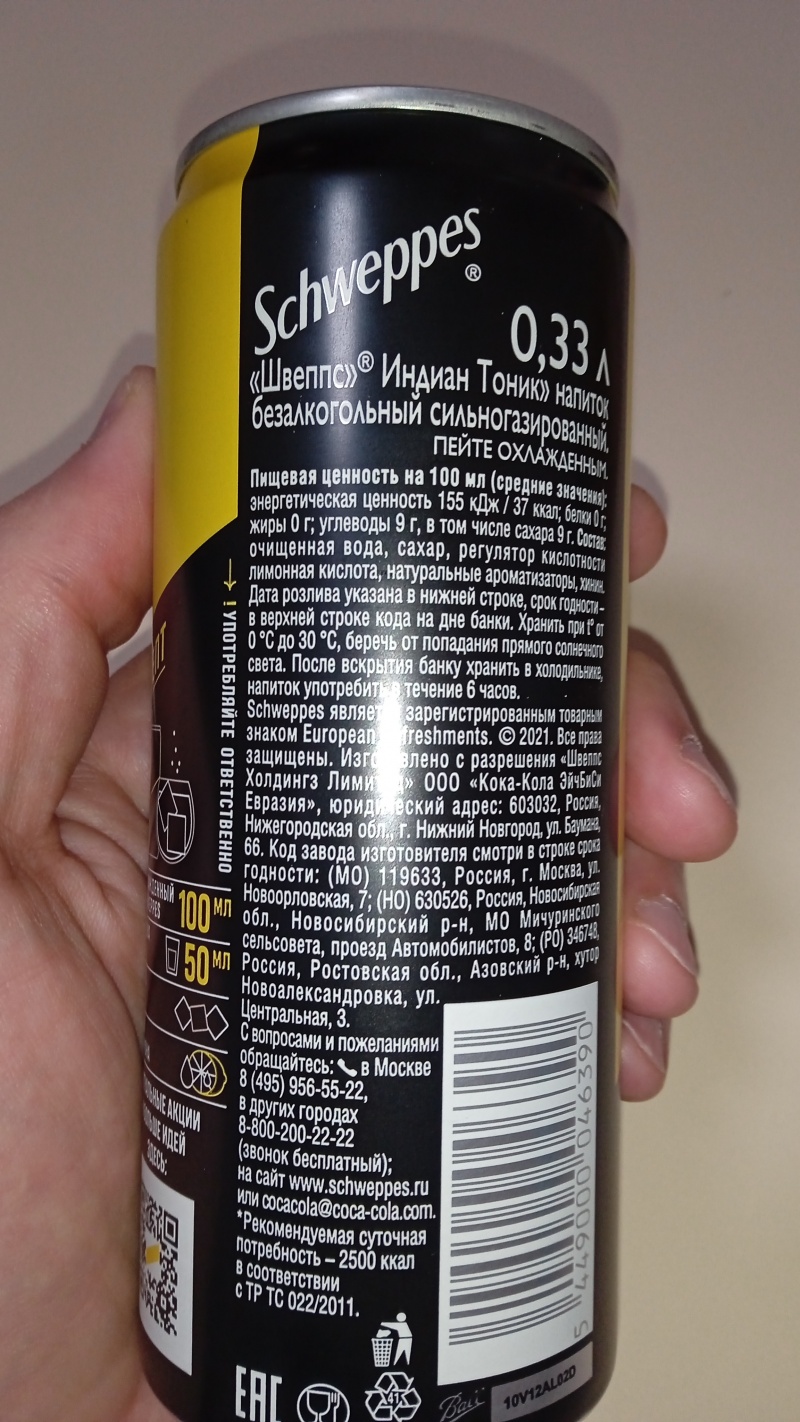 Schweppes
®
0,33 л
«Швеппс»® Индиан Тоник» напиток
безалкогольный сильногазированный.
ПЕЙТЕ ОХЛАЖДЕННЫМ.
Пищевая ценность на 100 мл (средние значения):
энергетическая ценность 155 кДж / 37 ккал; белки 0 г;
жиры 0 г; углеводы 9 г, в том числе сахара 9 г. Состав:
очищенная вода, сахар, регулятор кислотности
лимонная кислота, натуральные ароматизаторы, хинин.
Дата розлива указана в нижней строке, срок годности –
в верхней строке кода на дне банки. Хранить при t° от
0 °С до 30 °С, беречь от попадания прямого солнечного
света. После вскрытия банку хранить в холодильнике,
напиток употребить в течение 6 часов.
Schweppes является зарегистрированным товарным
знаком European Refreshments. © 2021. Все права
защищены. Изготовлено с разрешения «Швеппс
Холдингз Лимитед» ООО «Кока-Кола ЭйчБиСи
Евразия», юридический адрес: 603032, Россия,
Нижегородская обл., г. Нижний Новгород, ул. Баумана,
66. Код завода изготовителя смотри в строке срока
годности: (МО) 119633, Россия, г. Москва, ул.
Новоорловская, 7; (НО) 630526, Россия, Новосибирская
обл., Новосибирский р-н, МО Мичуринского
сельсовета, проезд Автомобилистов, 8; (РО) 346748,
Россия, Ростовская обл., Азовский р-н, хутор
Новоалександровка, ул.
Центральная, 3.
С вопросами и пожеланиями
обращайтесь: в Москве
8 (495) 956-55-22,
в других городах
8-800-200-22-22
(звонок бесплатный);
на сайт www.schweppes.ru
или cocacola@coca-cola.com.
*Рекомендуемая суточная
потребность – 2500 ккал
в соответствии
с ТР ТС 022/2011.
EAC
41
Ball
10V12AL02D
5 449000 046390
! УПОТРЕБЛЯЙТЕ ОТВЕТСТВЕННО
100 МЛ
50 МЛ
АКЦИИ
ИДЕЙ
ЗДЕСЬ: